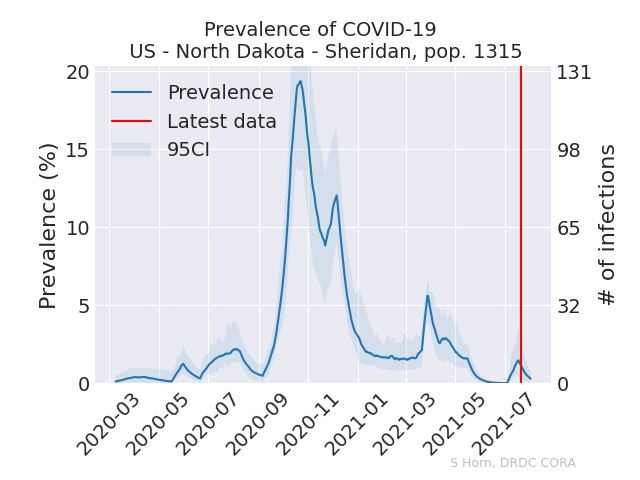 Prevalence of COVID-19
US - North Dakota - Sheridan, pop. 1315
Prevalence
Latest data
95CI
Prevalence (%)
20
15
10
5
0
# of infections
131
98
65
32
0
2020-03
2020-05
2020-07
2020-09
2020-11
2021-01
2021-03
2021-05
2021-07
S Horn, DRDC CORA